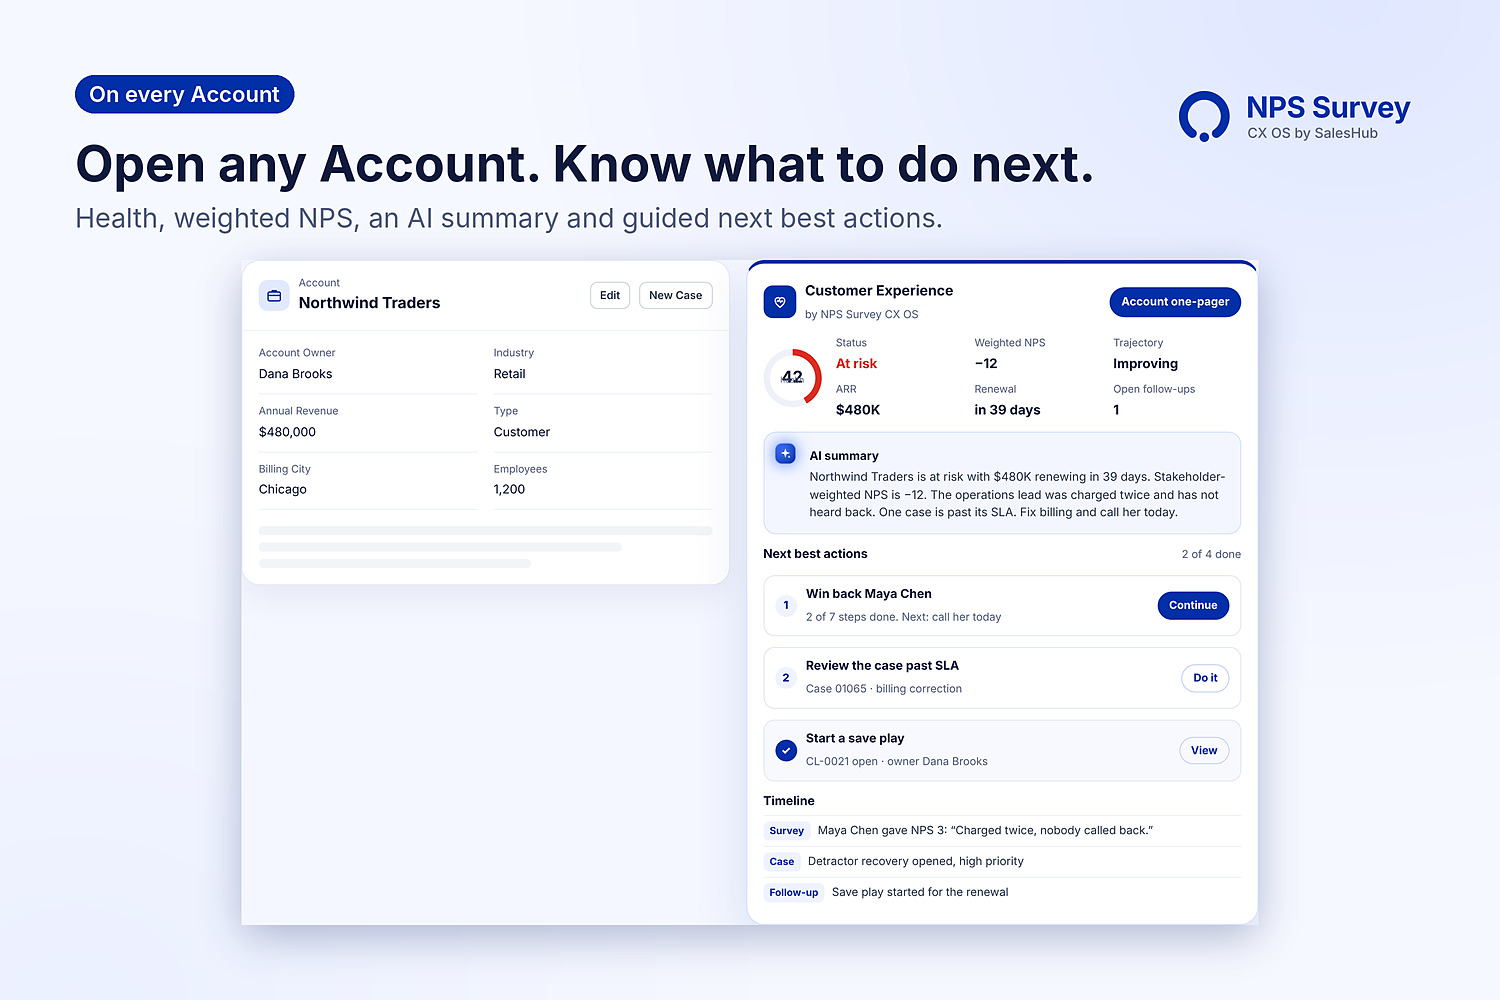 On every Account
Open any Account. Know what to do next.
Health, weighted NPS, an AI summary and guided next best actions.
NPS Survey
CX OS by SalesHub
Account
Northwind Traders
Edit
New Case
Account Owner
Dana Brooks
Industry
Retail
Annual Revenue
$480,000
Type
Customer
Billing City
Chicago
Employees
1,200
Customer Experience
by NPS Survey CX OS
Account one-pager
42
Status
At risk
Weighted NPS
−12
Trajectory
Improving
ARR
$480K
Renewal
in 39 days
Open follow-ups
1
AI summary
Northwind Traders is at risk with $480K renewing in 39 days. Stakeholder-
weighted NPS is −12. The operations lead was charged twice and has not
heard back. One case is past its SLA. Fix billing and call her today.
Next best actions
2 of 4 done
1
Win back Maya Chen
2 of 7 steps done. Next: call her today
Continue
2
Review the case past SLA
Case 01065 · billing correction
Do it
Start a save play
CL-0021 open · owner Dana Brooks
View
Timeline
Survey Maya Chen gave NPS 3: “Charged twice, nobody called back.”
Case Detractor recovery opened, high priority
Follow-up Save play started for the renewal